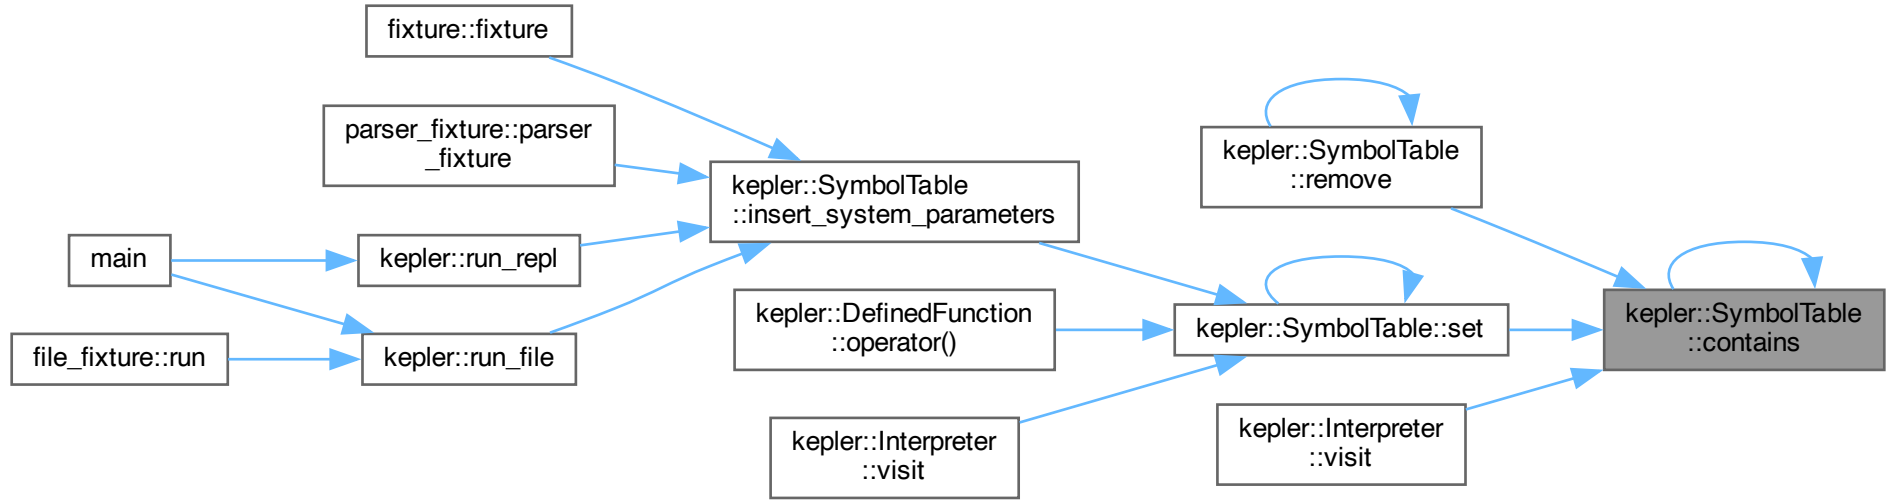 fixture::fixture
parser_fixture::parser
_fixture
kepler::SymbolTable
::remove
kepler::SymbolTable
::insert_system_parameters
main
kepler::run_repl
kepler::DefinedFunction
::operator()
kepler::SymbolTable::set
kepler::SymbolTable
::contains
file_fixture::run
kepler::run_file
kepler::Interpreter
::visit
kepler::Interpreter
::visit